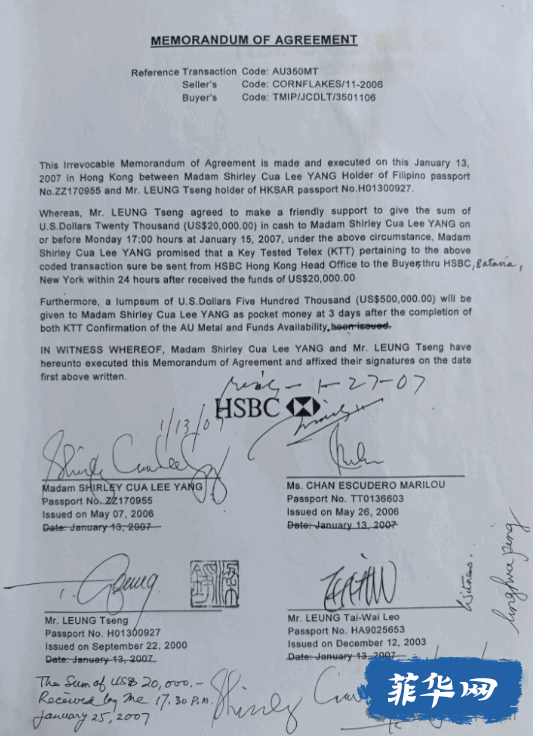 MEMORANDUM OF AGREEMENT
Reference Transaction Code: AU350MT
Seller's Code: CORNFLAKES/11-2006
Buyer's Code: TMIP/JCDLT/3501106
This Irrevocable Memorandum of Agreement is made and executed on this January 13,
2007 in Hong Kong between Madam Shirley Cua Lee YANG Holder of Filipino passport
No.ZZ170955 and Mr. LEUNG Tseng holder of HKSAR passport No.H01300927.
Whereas, Mr. LEUNG Tseng agreed to make a friendly support to give the sum of
U.S.Dollars Twenty Thousand (US$20,000.00) in cash to Madam Shirley Cua Lee YANG on
or before Monday 17:00 hours at January 15, 2007, under the above circumstance, Madam
Shirley Cua Lee YANG promised that a Key Tested Telex (KTT) pertaining to the above
coded transaction sure be sent from HSBC Hong Kong Head Office to the Buyer, thru HSBC, Batavia,
New York within 24 hours after received the funds of US$20,000.00
Furthermore, a lumpsum of U.S.Dollars Five Hundred Thousand (US$500,000.00) will be
given to Madam Shirley Cua Lee YANG as pocket money at 3 days after the completion of
both KTT Confirmation of the AU Metal and Funds Availability, been issued.
IN WITNESS WHEREOF, Madam Shirley Cua Lee YANG and Mr. LEUNG Tseng have
hereunto executed this Memorandum of Agreement and affixed their signatures on the date
first above written.
1-27-07
HSBC
1/13/07
Shirley Cua Lee
Madam SHIRLEY CUA LEE YANG
Passport No. ZZ170955
Issued on May 07, 2006
Date: January 13, 2007
Ms. CHAN ESCUDERO MARILOU
Passport No. TT0136603
Issued on May 26, 2006
Date: January 13, 2007
Witness.
Mr. LEUNG Tseng
Passport No. H01300927
Issued on September 22, 2000
Date: January 13, 2007
Mr. LEUNG Tai-Wai Leo
Passport No. HA9025653
Issued on December 12, 2003
Date: January 13, 2007
The Sum of US$ 20,000.-
Received by me 17.30 P.M.
January 25, 2007
Shirley
菲华网